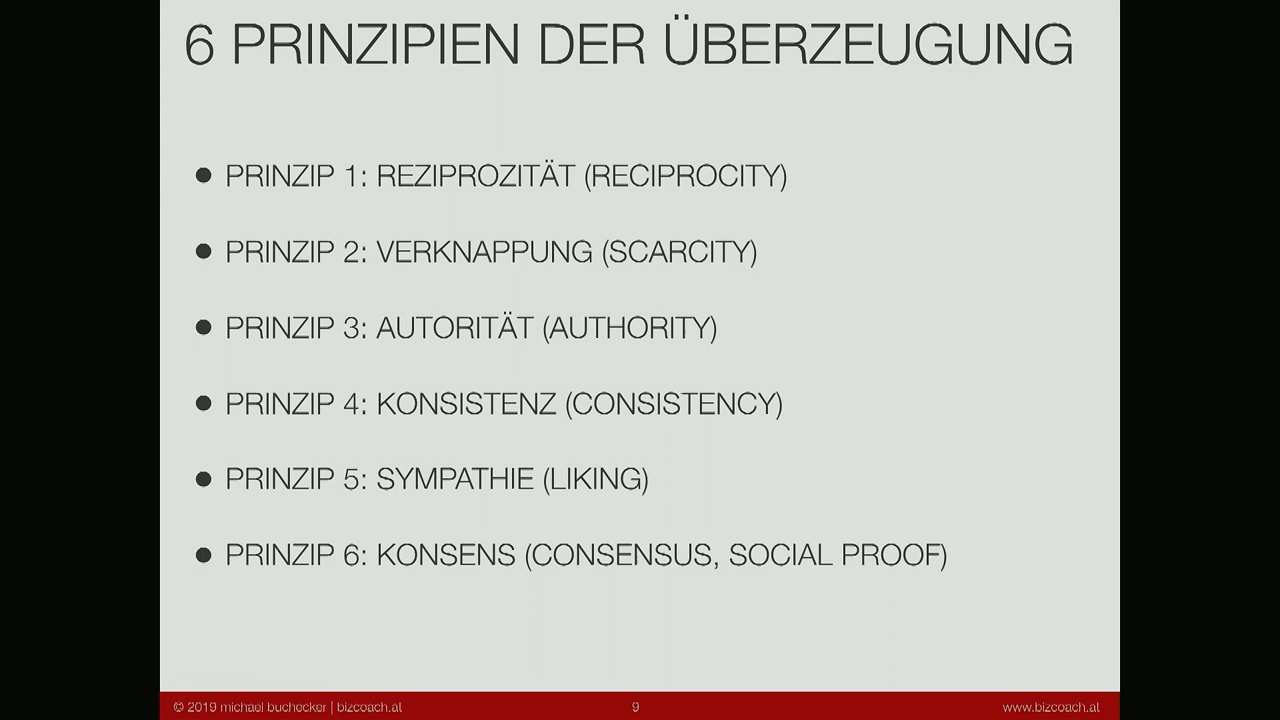 6 PRINZIPIEN DER ÜBERZEUGUNG
● PRINZIP 1: REZIPROZITÄT (RECIPROCITY)
● PRINZIP 2: VERKNAPPUNG (SCARCITY)
● PRINZIP 3: AUTORITÄT (AUTHORITY)
● PRINZIP 4: KONSISTENZ (CONSISTENCY)
● PRINZIP 5: SYMPATHIE (LIKING)
● PRINZIP 6: KONSENS (CONSENSUS, SOCIAL PROOF)
© 2019 michael buchecker | bizcoach.at 9 www.bizcoach.at